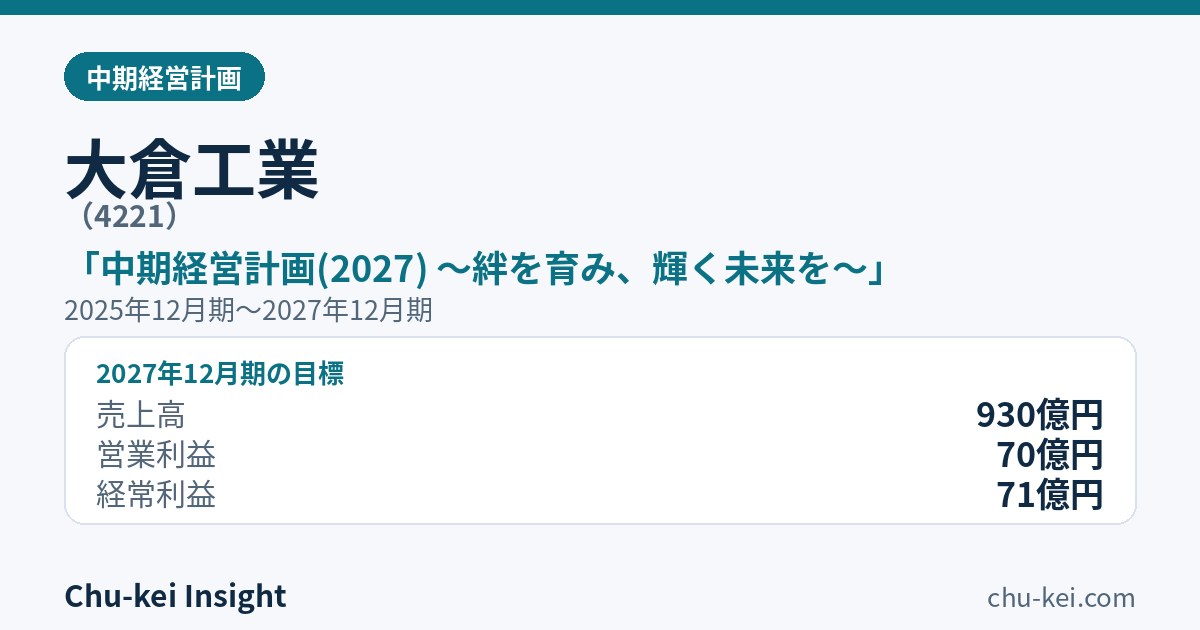 中期経営計画
大倉工業
（4221）
「中期経営計画(2027) ～絆を育み、輝く未来を～」
2025年12月期～2027年12月期
2027年12月期の目標
売上高 930億円
営業利益 70億円
経常利益 71億円
Chu-kei Insight chu-kei.com